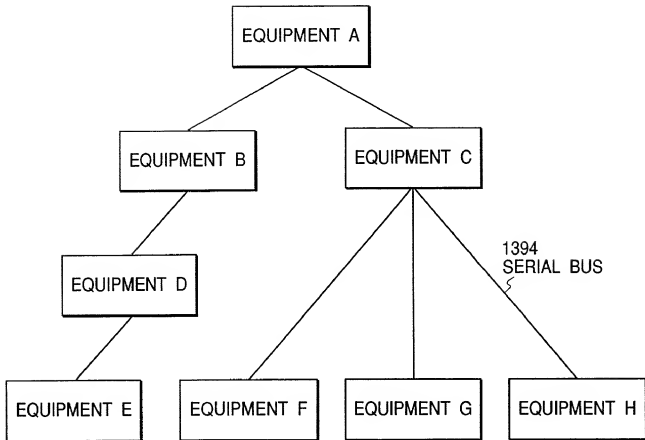 EQUIPMENT A
EQUIPMENT B
EQUIPMENT C
1394
SERIAL BUS
EQUIPMENT D
EQUIPMENT E
EQUIPMENT F
EQUIPMENT G
EQUIPMENT H